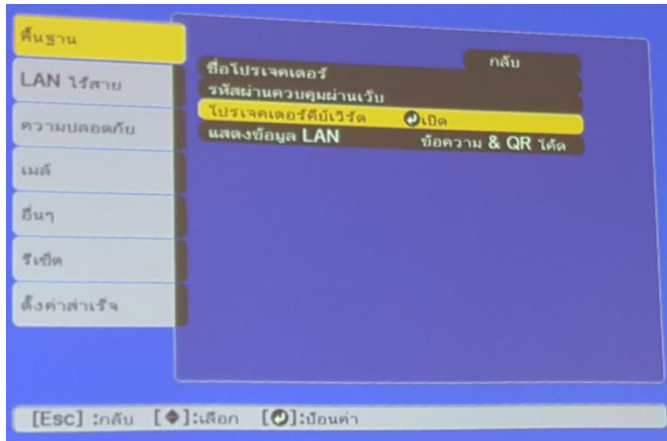 พื้นฐาน
LAN ไร้สาย
ความปลอดภัย
เมล์
อื่นๆ
รีเซ็ต
ตั้งค่าสำเร็จ
กลับ
ชื่อโปรเจคเตอร์
รหัสผ่านควบคุมผ่านเว็บ
โปรเจคเตอร์คีย์เวิร์ด เปิด
แสดงข้อมูล LAN ข้อความ & QR โค้ด
[Esc] :กลับ [◆]:เลือก [⏎]:ป้อนค่า